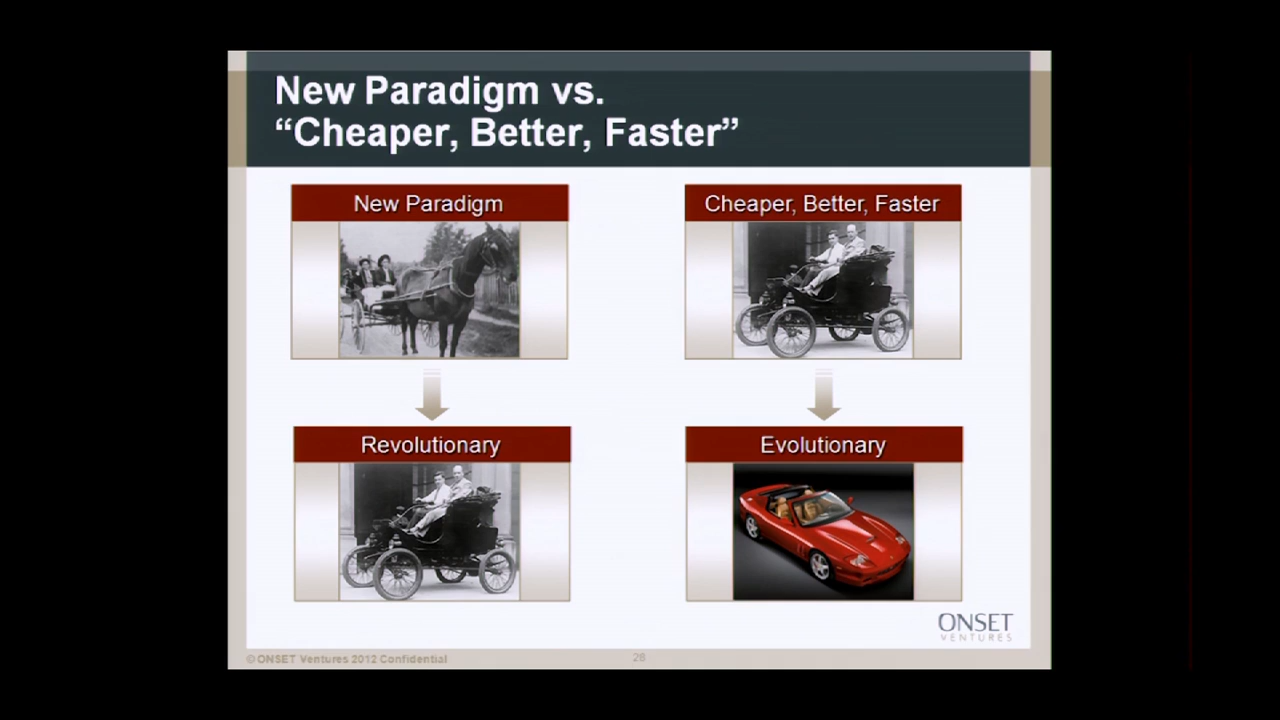 New Paradigm vs.
“Cheaper, Better, Faster”
New Paradigm
Cheaper, Better, Faster
Revolutionary
Evolutionary
ONSET
VENTURES
© ONSET Ventures 2012 Confidential
28